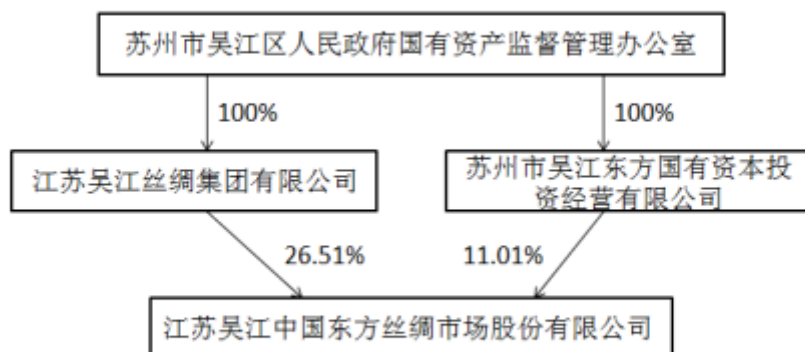 苏州市吴江区人民政府国有资产监督管理办公室
100%
100%
江苏吴江丝绸集团有限公司
苏州市吴江东方国有资本投
资经营有限公司
26.51%
11.01%
江苏吴江中国东方丝绸市场股份有限公司